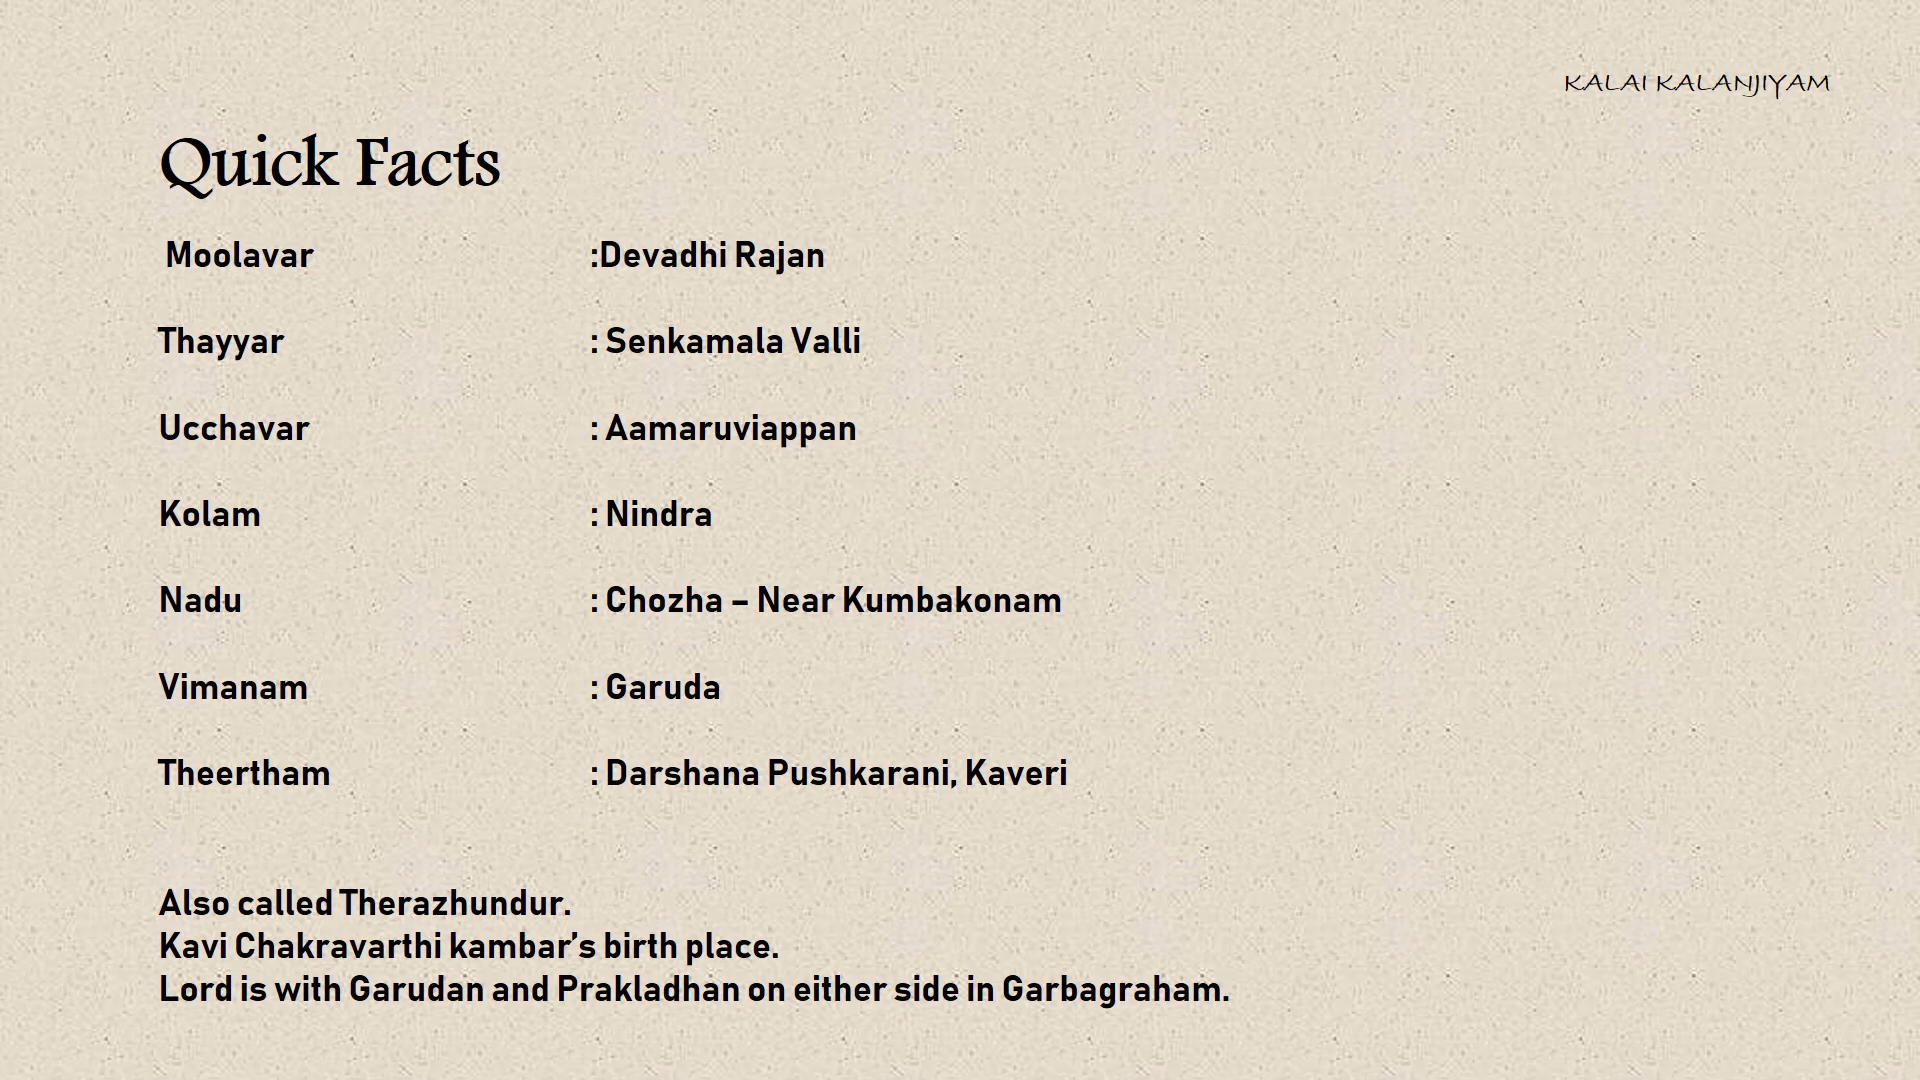 KALAI KALANJIYAM
Quick Facts
Moolavar :Devadhi Rajan
Thayyar : Senkamala Valli
Ucchavar : Aamaruviappan
Kolam : Nindra
Nadu : Chozha – Near Kumbakonam
Vimanam : Garuda
Theertham : Darshana Pushkarani, Kaveri
Also called Therazhundur.
Kavi Chakravarthi kambar’s birth place.
Lord is with Garudan and Prakladhan on either side in Garbagraham.